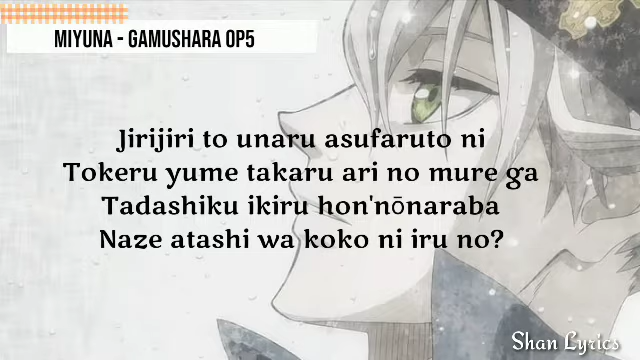 MIYUNA - GAMUSHARA OP5
Jirijiri to unaru asufaruto ni
Tokeru yume takaru ari no mure ga
Tadashiku ikiru hon'nōnaraba
Naze atashi wa koko ni iru no?
Shan Lyrics